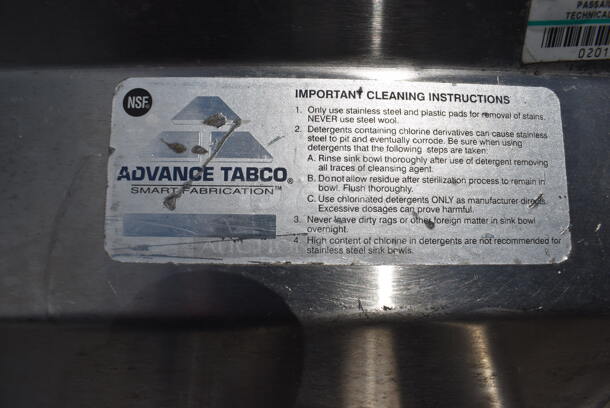 PASSAI
TECHNICAL
0201
NSF.
ADVANCE TABCO®
SMART FABRICATION™
IMPORTANT CLEANING INSTRUCTIONS
1. Only use stainless steel and plastic pads for removal of stains.
NEVER use steel wool.
2. Detergents containing chlorine derivatives can cause stainless
steel to pit and eventually corrode. Be sure when using
detergents that the following steps are taken:
A. Rinse sink bowl thoroughly after use of detergent removing
all traces of cleansing agent.
B. Do not allow residue after sterilization process to remain in
bowl. Flush thoroughly.
C. Use chlorinated detergents ONLY as manufacturer directs.
Excessive dosages can prove harmful.
3. Never leave dirty rags or other foreign matter in sink bowl
overnight.
4. High content of chlorine in detergents are not recommended for
stainless steel sink bowls.